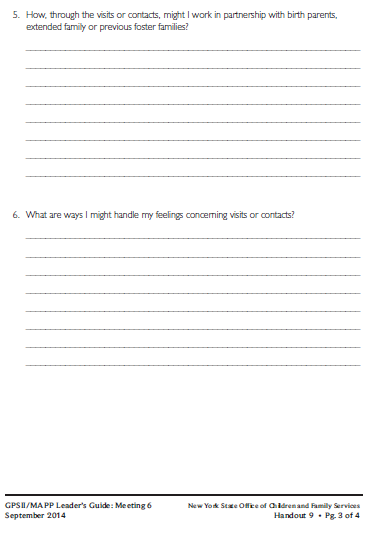 5. How, through the visits or contacts, might I work in partnership with birth parents,
extended family or previous foster families?
6. What are ways I might handle my feelings concerning visits or contacts?
GPSII/MAPP Leader's Guide: Meeting 6
New York State Office of Children and Family Services
September 2014
Handout 9 • Pg. 3 of 4